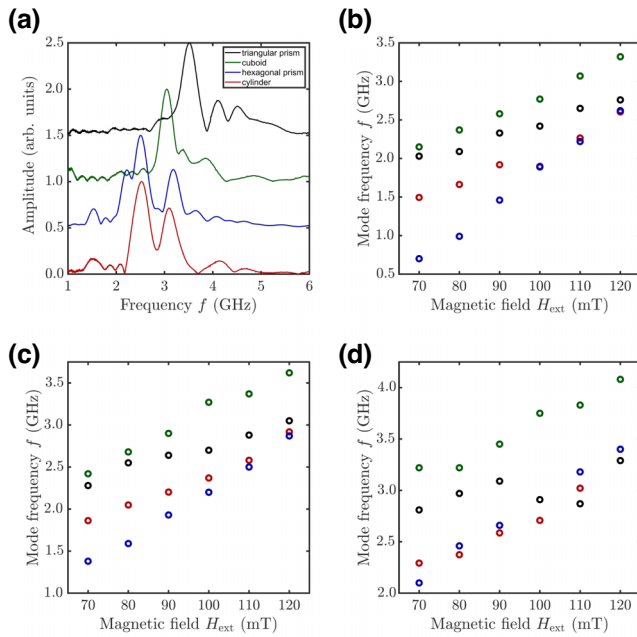 (a)
2.5
2.0
1.5
1.0
0.5
0.0
Amplitude (arb. units)
triangular prism
cuboid
hexagonal prism
cylinder
1 2 3 4 5 6
Frequency f (GHz)
(b)
3.5
3.0
2.5
2.0
1.5
1.0
0.5
Mode frequency f (GHz)
70 80 90 100 110 120
Magnetic field Hext (mT)
(c)
3.5
3.0
2.5
2.0
1.5
1.0
Mode frequency f (GHz)
70 80 90 100 110 120
Magnetic field Hext (mT)
(d)
4.0
3.5
3.0
2.5
2.0
Mode frequency f (GHz)
70 80 90 100 110 120
Magnetic field Hext (mT)